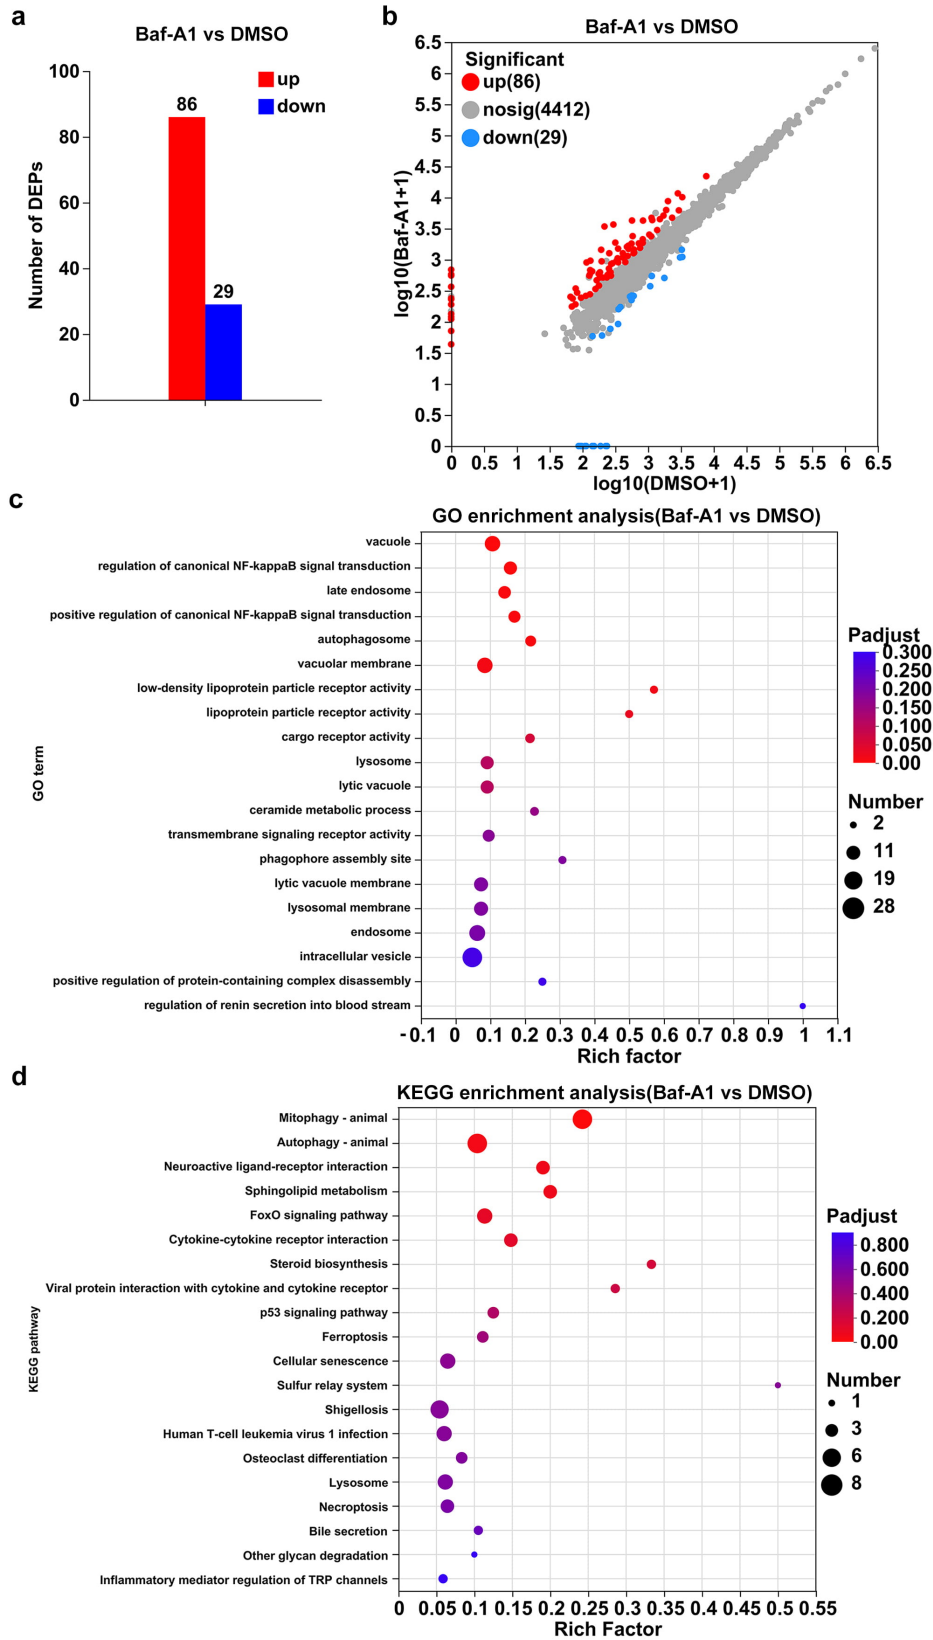 a
Baf-A1 vs DMSO
100
80
60
40
20
0
Number of DEPs
86
29
up
down
b
Baf-A1 vs DMSO
Significant
up(86)
nosig(4412)
down(29)
6.5
6
5.5
5
4.5
4
3.5
3
2.5
2
1.5
1
0.5
0
log10(Baf-A1+1)
0 0.5 1 1.5 2 2.5 3 3.5 4 4.5 5 5.5 6 6.5
log10(DMSO+1)
c
GO enrichment analysis(Baf-A1 vs DMSO)
GO term
vacuole
regulation of canonical NF-kappaB signal transduction
late endosome
positive regulation of canonical NF-kappaB signal transduction
autophagosome
vacuolar membrane
low-density lipoprotein particle receptor activity
lipoprotein particle receptor activity
cargo receptor activity
lysosome
lytic vacuole
ceramide metabolic process
transmembrane signaling receptor activity
phagophore assembly site
lytic vacuole membrane
lysosomal membrane
endosome
intracellular vesicle
positive regulation of protein-containing complex disassembly
regulation of renin secretion into blood stream
-0.1 0 0.1 0.2 0.3 0.4 0.5 0.6 0.7 0.8 0.9 1 1.1
Rich factor
Padjust
0.300
0.250
0.200
0.150
0.100
0.050
0.00
Number
2
11
19
28
d
KEGG enrichment analysis(Baf-A1 vs DMSO)
KEGG pathway
Mitophagy - animal
Autophagy - animal
Neuroactive ligand-receptor interaction
Sphingolipid metabolism
FoxO signaling pathway
Cytokine-cytokine receptor interaction
Steroid biosynthesis
Viral protein interaction with cytokine and cytokine receptor
p53 signaling pathway
Ferroptosis
Cellular senescence
Sulfur relay system
Shigellosis
Human T-cell leukemia virus 1 infection
Osteoclast differentiation
Lysosome
Necroptosis
Bile secretion
Other glycan degradation
Inflammatory mediator regulation of TRP channels
0 0.05 0.1 0.15 0.2 0.25 0.3 0.35 0.4 0.45 0.5 0.55
Rich Factor
Padjust
0.800
0.600
0.400
0.200
0.00
Number
1
3
6
8